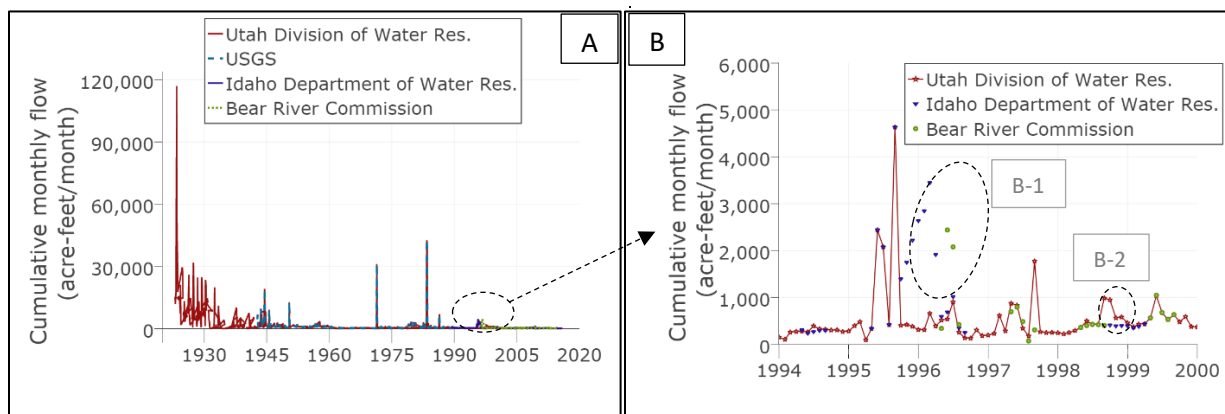 Utah Division of Water Res.
USGS
Idaho Department of Water Res.
Bear River Commission
A
Cumulative monthly flow
(acre-feet/month)
120,000
90,000
60,000
30,000
0
1930
1945
1960
1975
1990
2005
2020
B
Utah Division of Water Res.
Idaho Department of Water Res.
Bear River Commission
Cumulative monthly flow
(acre-feet/month)
6,000
5,000
4,000
3,000
2,000
1,000
0
B-1
B-2
1994
1995
1996
1997
1998
1999
2000